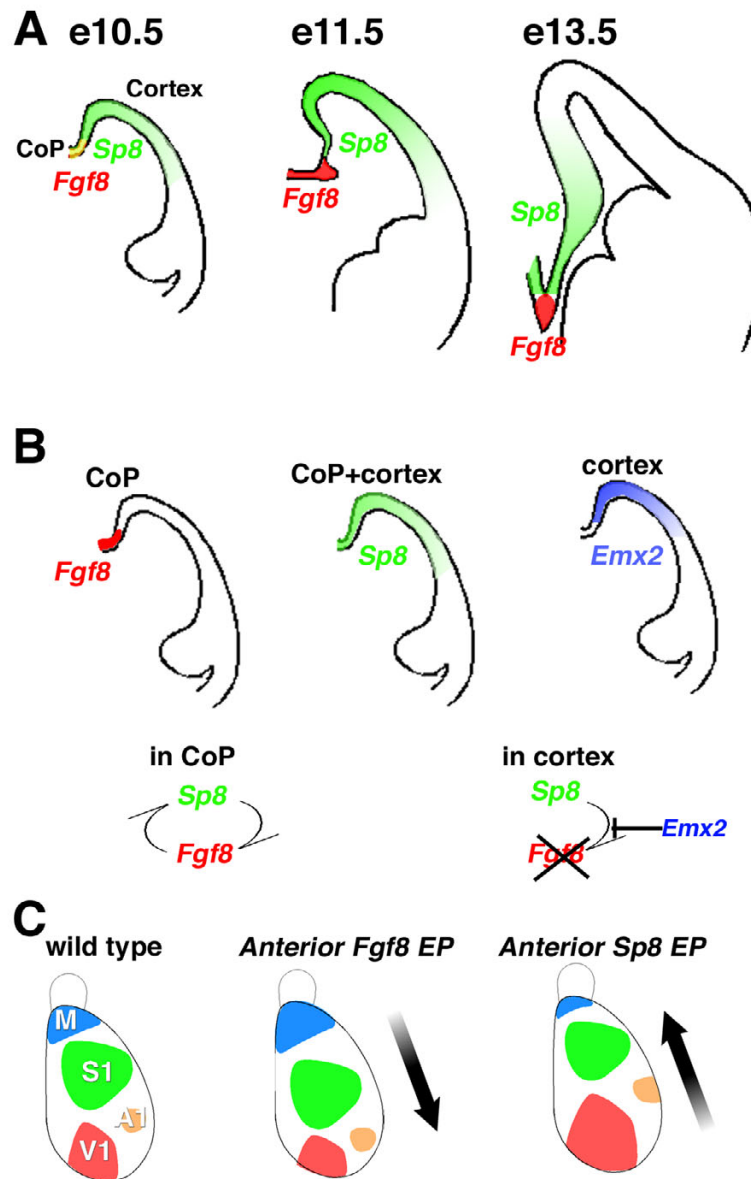 A
e10.5 e11.5 e13.5
Cortex
CoP Sp8
Fgf8
Sp8
Fgf8
Sp8
Fgf8
B
CoP CoP+cortex cortex
Fgf8
Sp8
Emx2
in CoP in cortex
Sp8 Sp8
Emx2
Fgf8 Fgf8
C
wild type Anterior Fgf8 EP Anterior Sp8 EP
M
S1
A1
V1